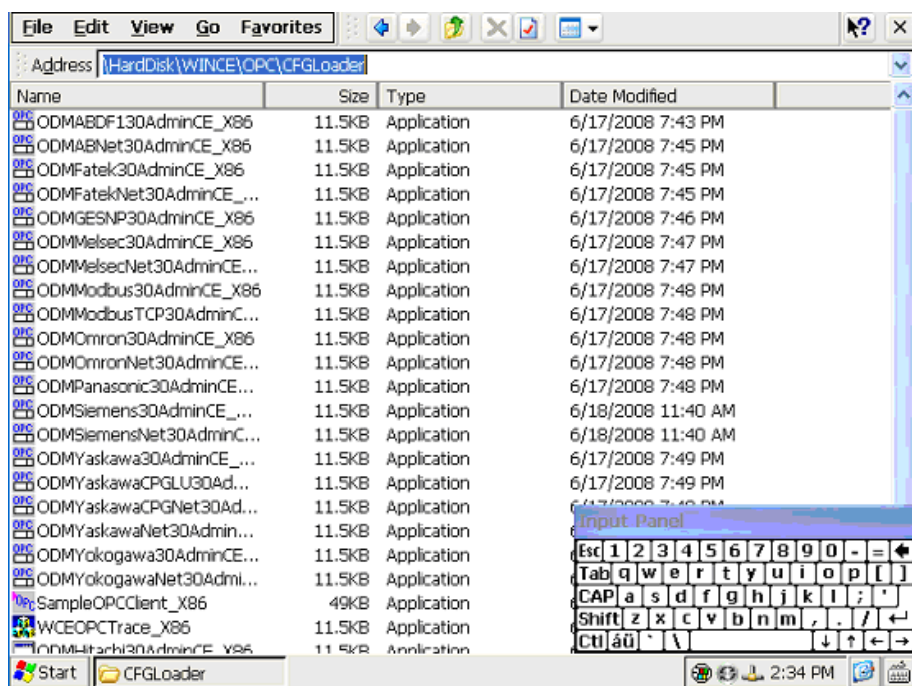 File Edit View Go Favorites
Address \HardDisk\WINCE\OPC\CFGLoader
Name Size Type Date Modified
ODMABDF130AdminCE_X86 11.5KB Application 6/17/2008 7:43 PM
ODMABNet30AdminCE_X86 11.5KB Application 6/17/2008 7:45 PM
ODMFatek30AdminCE_X86 11.5KB Application 6/17/2008 7:45 PM
ODMFatekNet30AdminCE_... 11.5KB Application 6/17/2008 7:45 PM
ODMGESNP30AdminCE_X86 11.5KB Application 6/17/2008 7:46 PM
ODMMelsec30AdminCE_X86 11.5KB Application 6/17/2008 7:47 PM
ODMMelsecNet30AdminCE... 11.5KB Application 6/17/2008 7:47 PM
ODMModbus30AdminCE_X86 11.5KB Application 6/17/2008 7:48 PM
ODMModbusTCP30AdminC... 11.5KB Application 6/17/2008 7:48 PM
ODMOmron30AdminCE_X86 11.5KB Application 6/17/2008 7:48 PM
ODMOmronNet30AdminCE... 11.5KB Application 6/17/2008 7:48 PM
ODMPanasonic30AdminCE... 11.5KB Application 6/17/2008 7:48 PM
ODMSiemens30AdminCE_... 11.5KB Application 6/18/2008 11:40 AM
ODMSiemensNet30AdminC... 11.5KB Application 6/18/2008 11:40 AM
ODMYaskawa30AdminCE_... 11.5KB Application 6/17/2008 7:49 PM
ODMYaskawaCPGLU30Ad... 11.5KB Application 6/17/2008 7:49 PM
ODMYaskawaCPGNet30Ad... 11.5KB Application
ODMYaskawaNet30Admin... 11.5KB Application
ODMYokogawa30AdminCE... 11.5KB Application
ODMYokogawaNet30Admi... 11.5KB Application
SampleOPCClient_X86 49KB Application
WCEOPCTrace_X86 11.5KB Application
ODMHitachi30AdminCE_X86 11.5KB Application
Input Panel
Esc 1 2 3 4 5 6 7 8 9 0 - =
Tab q w e r t y u i o p [ ]
CAP a s d f g h j k l ; '
Shift z x c v b n m , . /
Ctl áü ` \
Start CFGLoader 2:34 PM